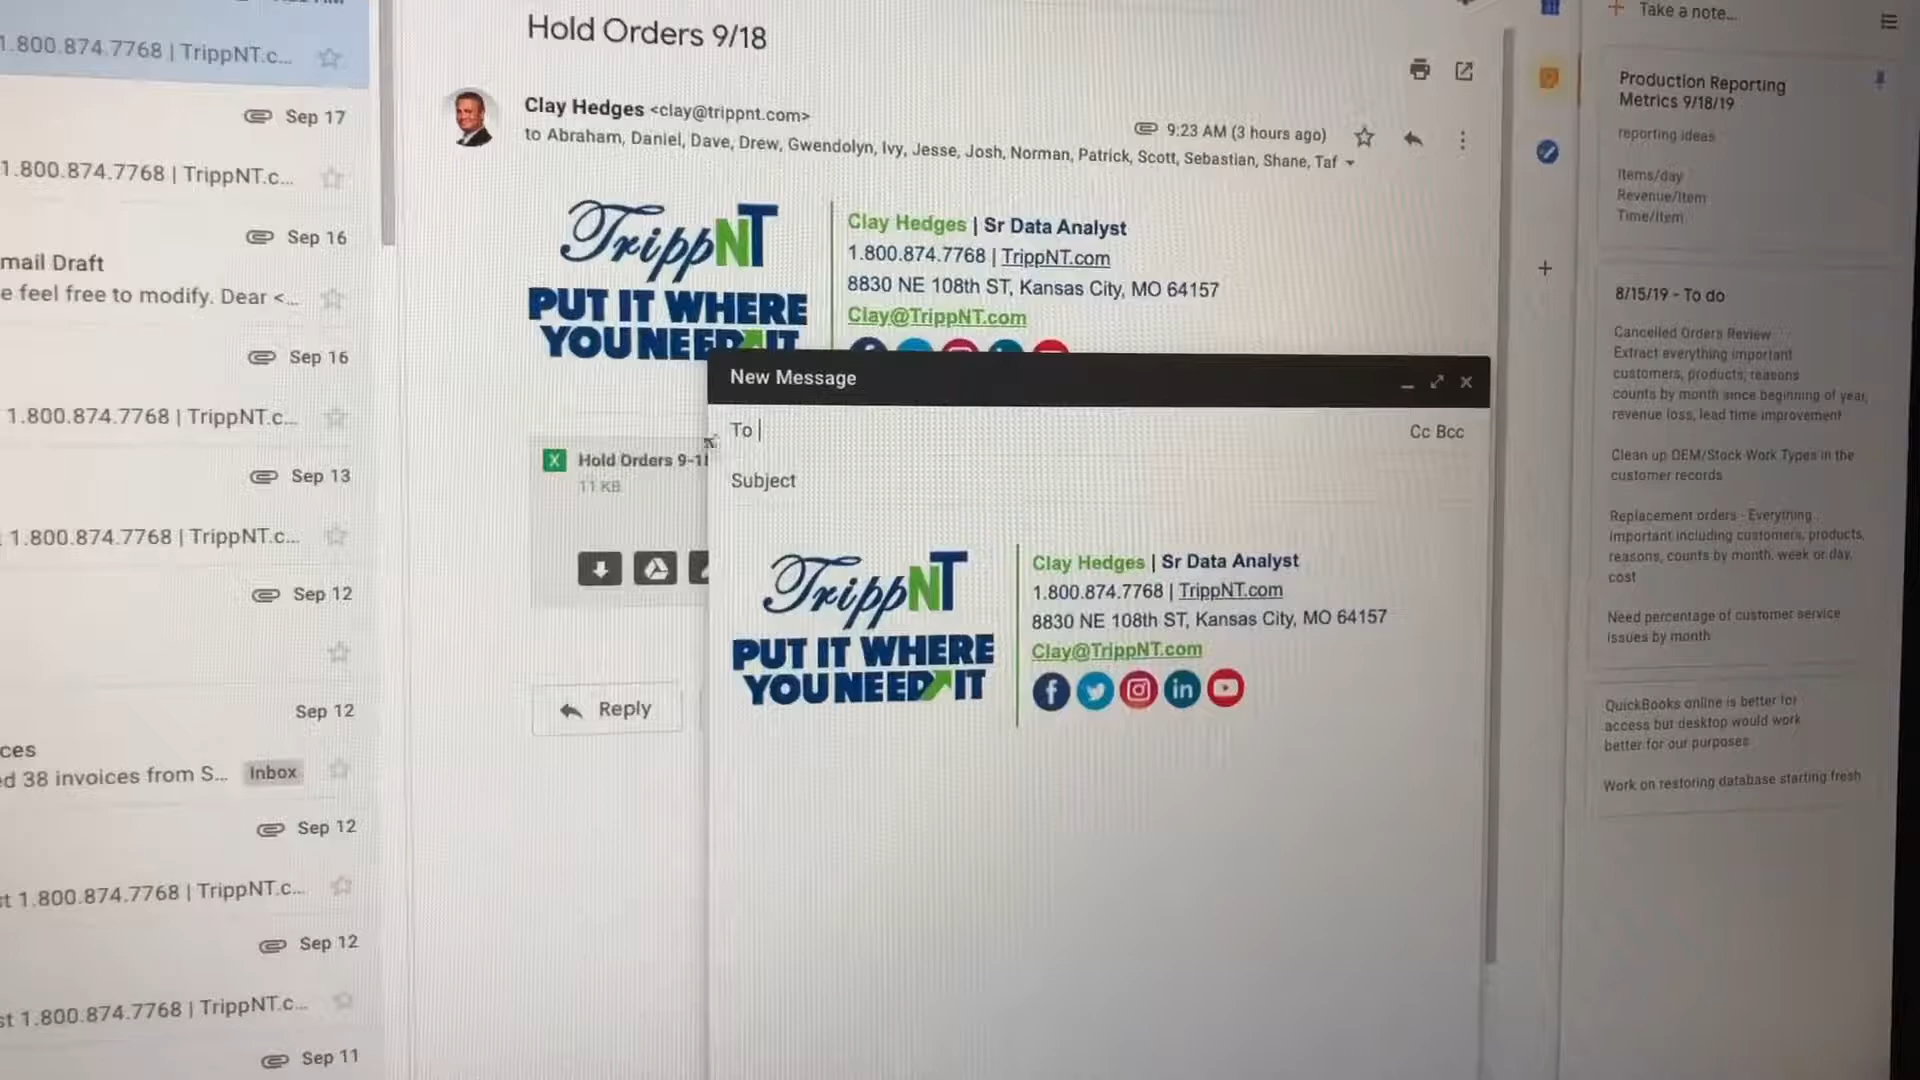 1.800.874.7768 | TrippNT.c...
Sep 17
1.800.874.7768 | TrippNT.c...
Sep 16
mail Draft
e feel free to modify. Dear <...
Sep 16
1.800.874.7768 | TrippNT.c...
Sep 13
1.800.874.7768 | TrippNT.c...
Sep 12
Sep 12
ces
ed 38 invoices from S... Inbox
Sep 12
st 1.800.874.7768 | TrippNT.c...
Sep 12
st 1.800.874.7768 | TrippNT.c...
Sep 11
Hold Orders 9/18
Clay Hedges <clay@trippnt.com>
9:23 AM (3 hours ago)
to Abraham, Daniel, Dave, Drew, Gwendolyn, Ivy, Jesse, Josh, Norman, Patrick, Scott, Sebastian, Shane, Taf
TrippNT
PUT IT WHERE
YOU NEED IT
Clay Hedges | Sr Data Analyst
1.800.874.7768 | TrippNT.com
8830 NE 108th ST, Kansas City, MO 64157
Clay@TrippNT.com
Hold Orders 9-1
11 KB
Reply
New Message
To
Cc Bcc
Subject
TrippNT
PUT IT WHERE
YOU NEED IT
Clay Hedges | Sr Data Analyst
1.800.874.7768 | TrippNT.com
8830 NE 108th ST, Kansas City, MO 64157
Clay@TrippNT.com
Take a note...
Production Reporting
Metrics 9/18/19
reporting ideas
Items/day
Revenue/Item
Time/Item
8/15/19 - To do
Cancelled Orders Review
Extract everything important
customers, products, reasons
counts by month since beginning of year,
revenue loss, lead time improvement
Clean up OEM/Stock Work Types in the
customer records
Replacement orders - Everything
important including customers, products,
reasons, counts by month, week or day,
cost
Need percentage of customer service
issues by month
QuickBooks online is better for
access but desktop would work
better for our purposes
Work on restoring database starting fresh